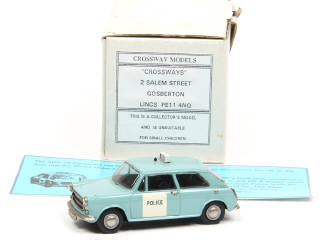 CROSSWAY MODELS
"CROSSWAYS"
2 SALEM STREET
GOSBERTON
LINCS PE11 4NQ
THIS IS A COLLECTOR'S MODEL
AND IS UNSUITABLE
FOR SMALL CHILDREN
POLICE